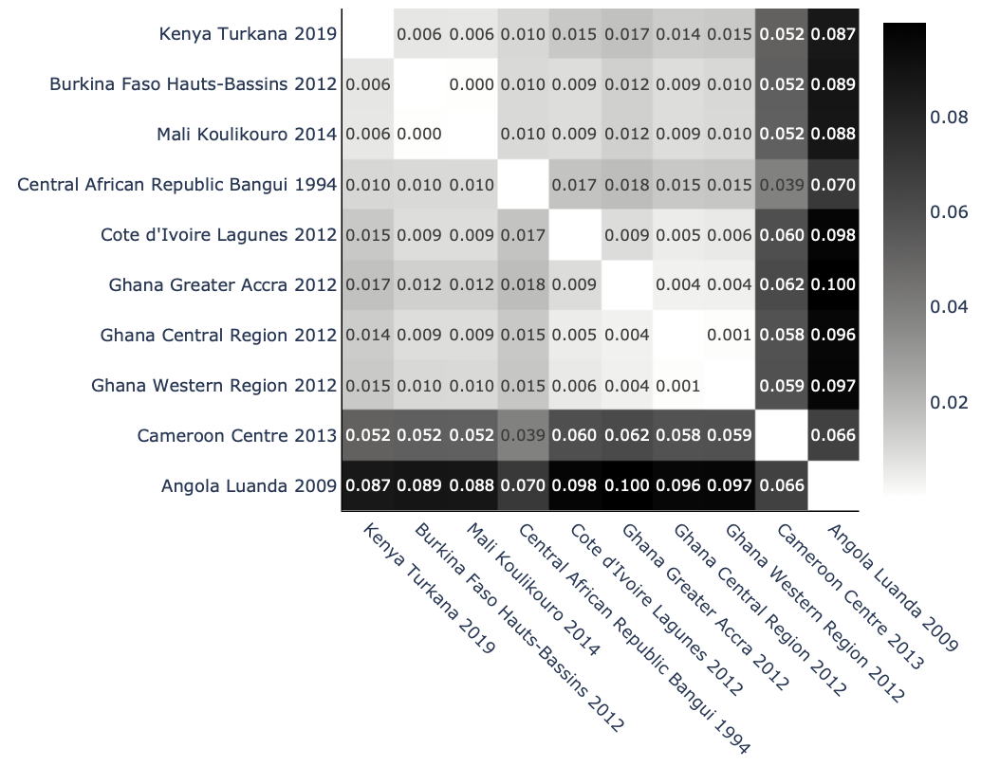 Kenya Turkana 2019 0.006 0.006 0.010 0.015 0.017 0.014 0.015 0.052 0.087
Burkina Faso Hauts-Bassins 2012 0.006 0.000 0.010 0.009 0.012 0.009 0.010 0.052 0.089
Mali Koulikouro 2014 0.006 0.000 0.010 0.009 0.012 0.009 0.010 0.052 0.088
Central African Republic Bangui 1994 0.010 0.010 0.010 0.017 0.018 0.015 0.015 0.039 0.070
Cote d'Ivoire Lagunes 2012 0.015 0.009 0.009 0.017 0.009 0.005 0.006 0.060 0.098
Ghana Greater Accra 2012 0.017 0.012 0.012 0.018 0.009 0.004 0.004 0.062 0.100
Ghana Central Region 2012 0.014 0.009 0.009 0.015 0.005 0.004 0.001 0.058 0.096
Ghana Western Region 2012 0.015 0.010 0.010 0.015 0.006 0.004 0.001 0.059 0.097
Cameroon Centre 2013 0.052 0.052 0.052 0.039 0.060 0.062 0.058 0.059 0.066
Angola Luanda 2009 0.087 0.089 0.088 0.070 0.098 0.100 0.096 0.097 0.066
Kenya Turkana 2019
Burkina Faso Hauts-Bassins 2012
Mali Koulikouro 2014
Central African Republic Bangui 1994
Cote d'Ivoire Lagunes 2012
Ghana Greater Accra 2012
Ghana Central Region 2012
Ghana Western Region 2012
Cameroon Centre 2013
Angola Luanda 2009
0.08
0.06
0.04
0.02